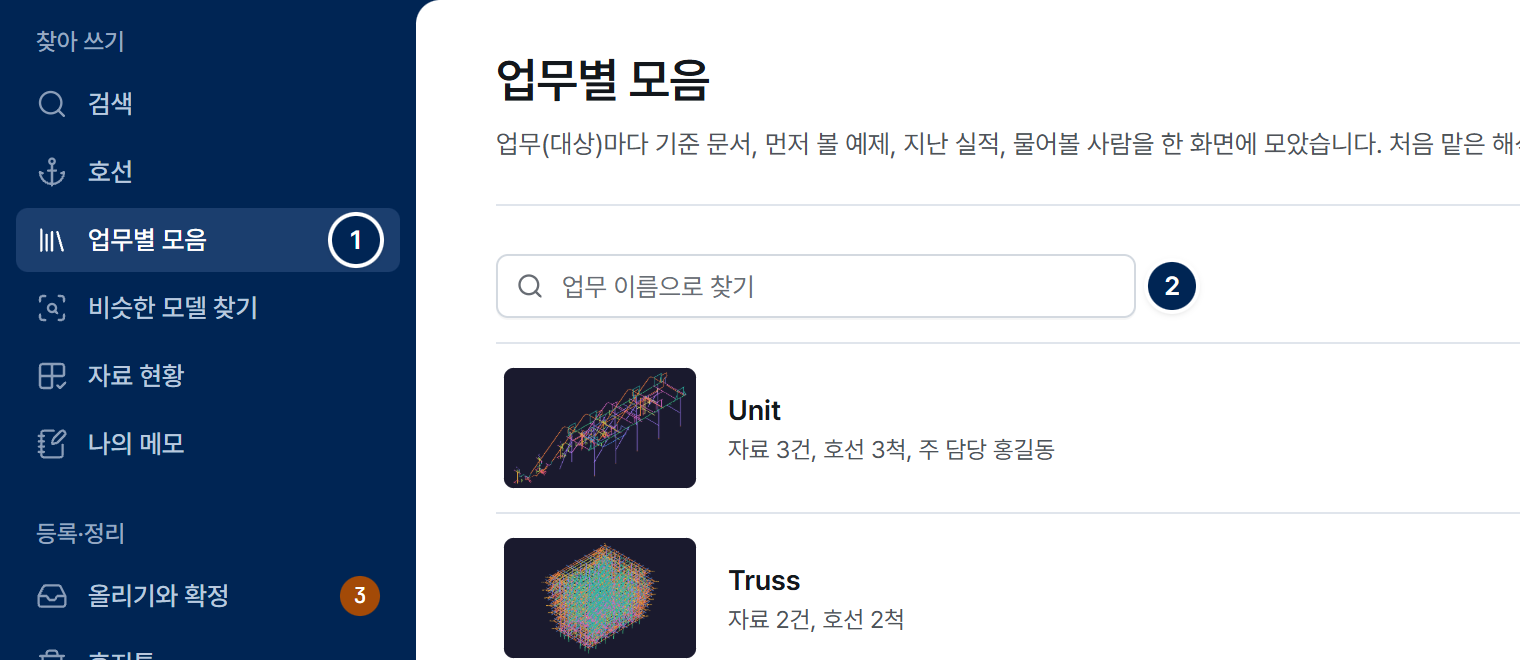 찾아 쓰기
검색
호선
업무별 모음
1
비슷한 모델 찾기
자료 현황
나의 메모
등록·정리
올리기와 확정
3
업무별 모음
업무(대상)마다 기준 문서, 먼저 볼 예제, 지난 실적, 물어볼 사람을 한 화면에 모았습니다. 처음 맡은
업무 이름으로 찾기
2
Unit
자료 3건, 호선 3척, 주 담당 홍길동
Truss
자료 2건, 호선 2척